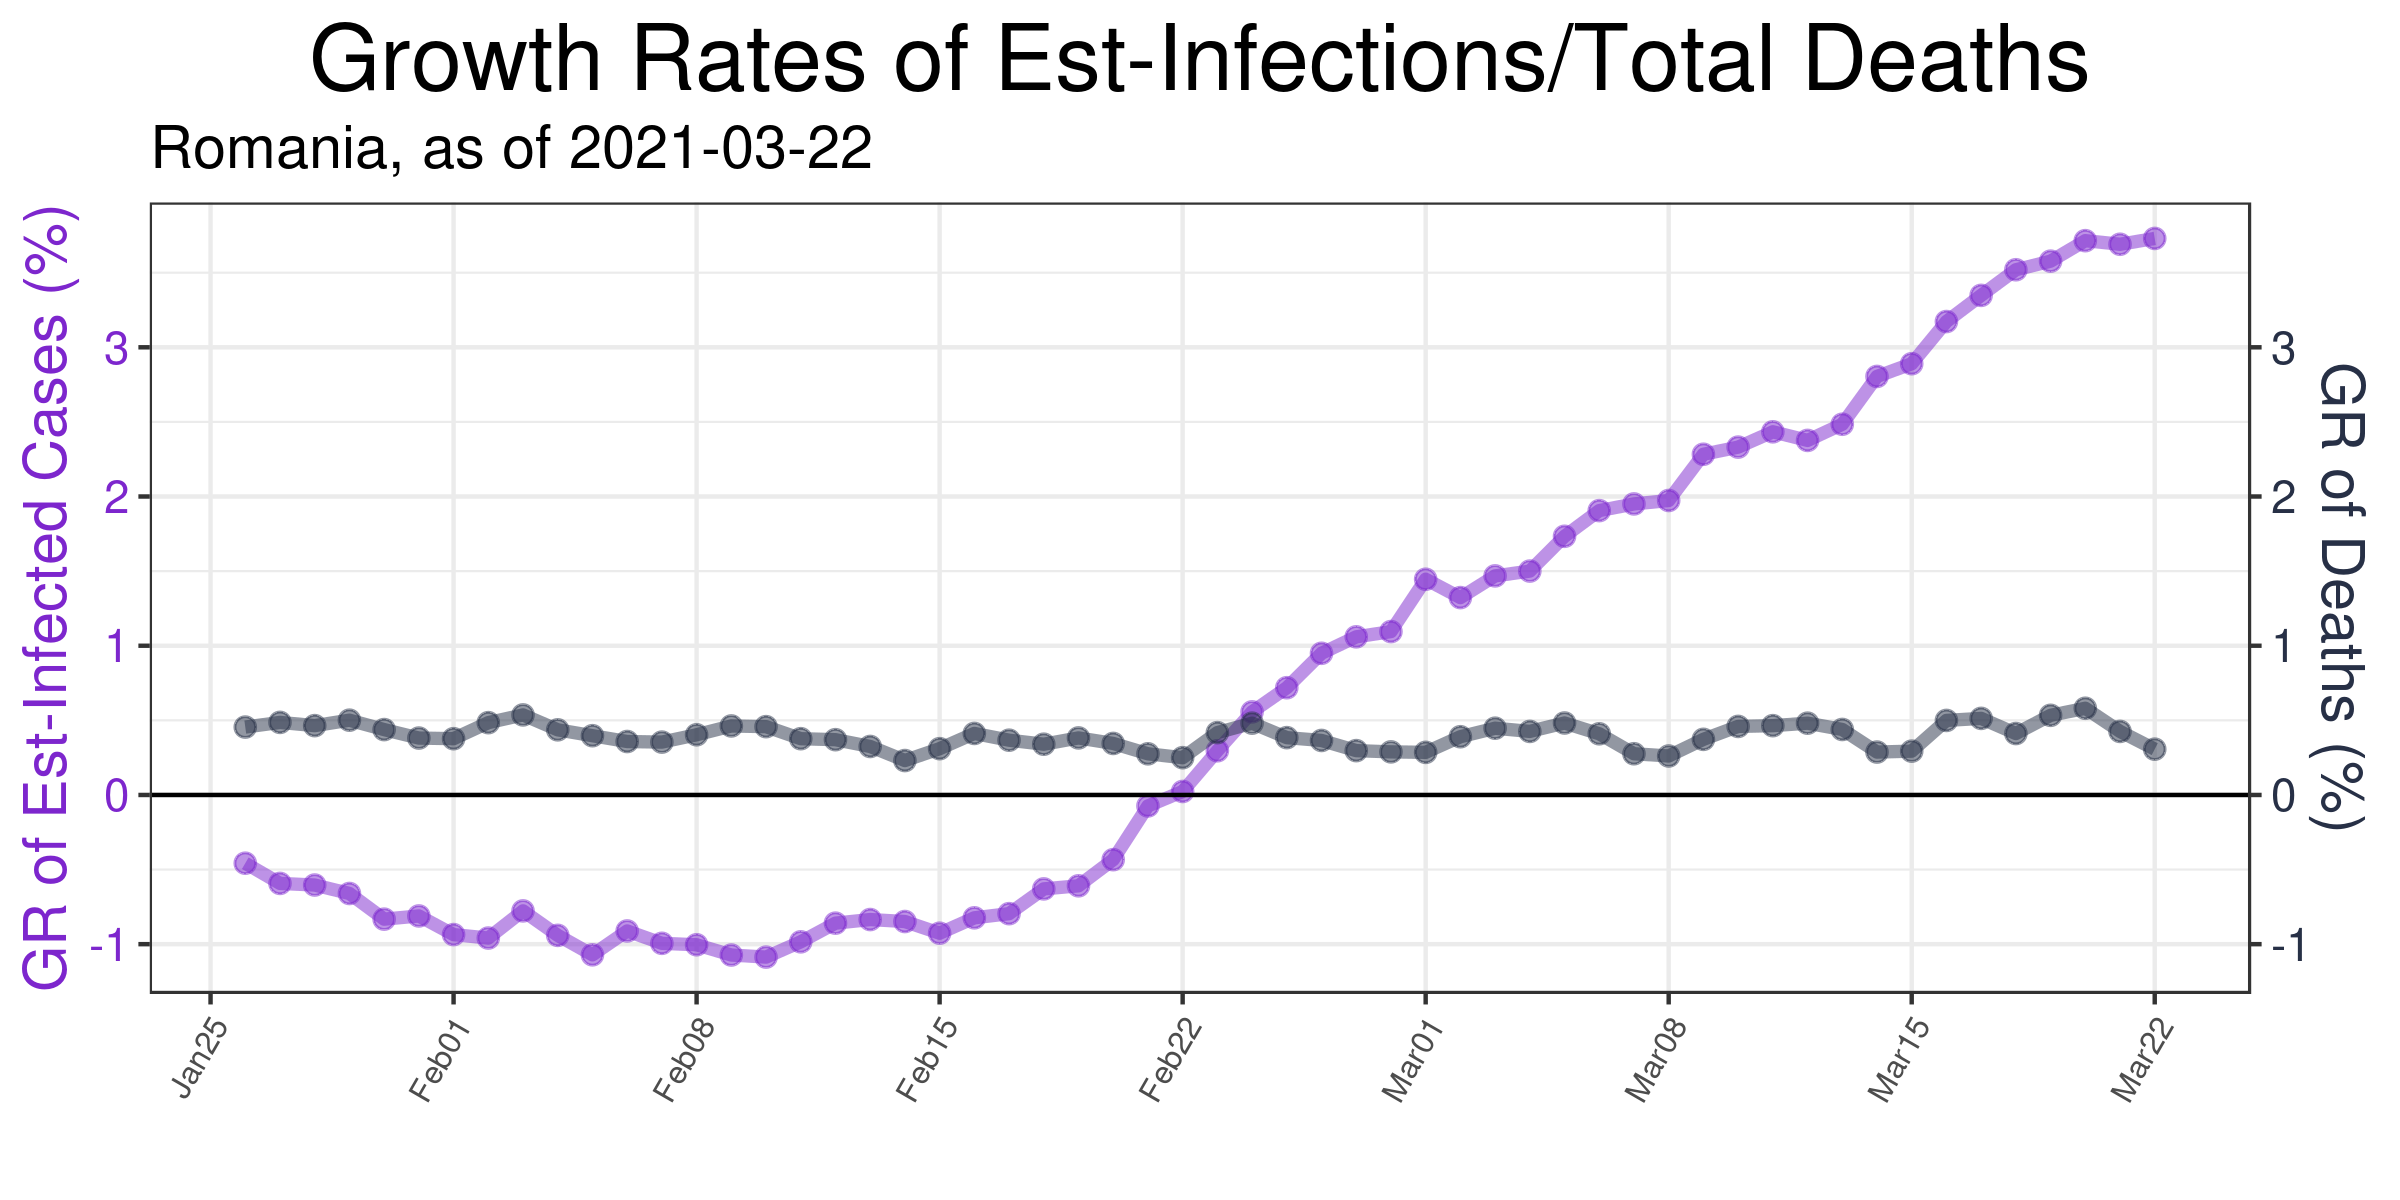 Growth Rates of Est-Infections/Total Deaths
Romania, as of 2021-03-22
GR of Est-Infected Cases (%)
3
2
1
0
-1
3
2
1
0
-1
GR of Deaths (%)
Jan25
Feb01
Feb08
Feb15
Feb22
Mar01
Mar08
Mar15
Mar22